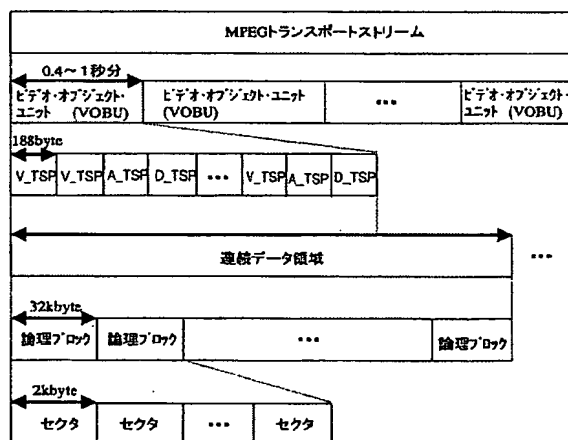 MPEGトランスポートストリーム
0.4～1秒分
ビデオ・オブジェクト・ユニット (VOBU)
ビデオ・オブジェクト・ユニット (VOBU)
•••
ビデオ・オブジェクト・ユニット (VOBU)
188byte
V_TSP V_TSP A_TSP D_TSP ••• V_TSP A_TSP D_TSP
連続データ領域 •••
32kbyte
論理ブロック 論理ブロック ••• 論理ブロック
2kbyte
セクタ セクタ ••• セクタ